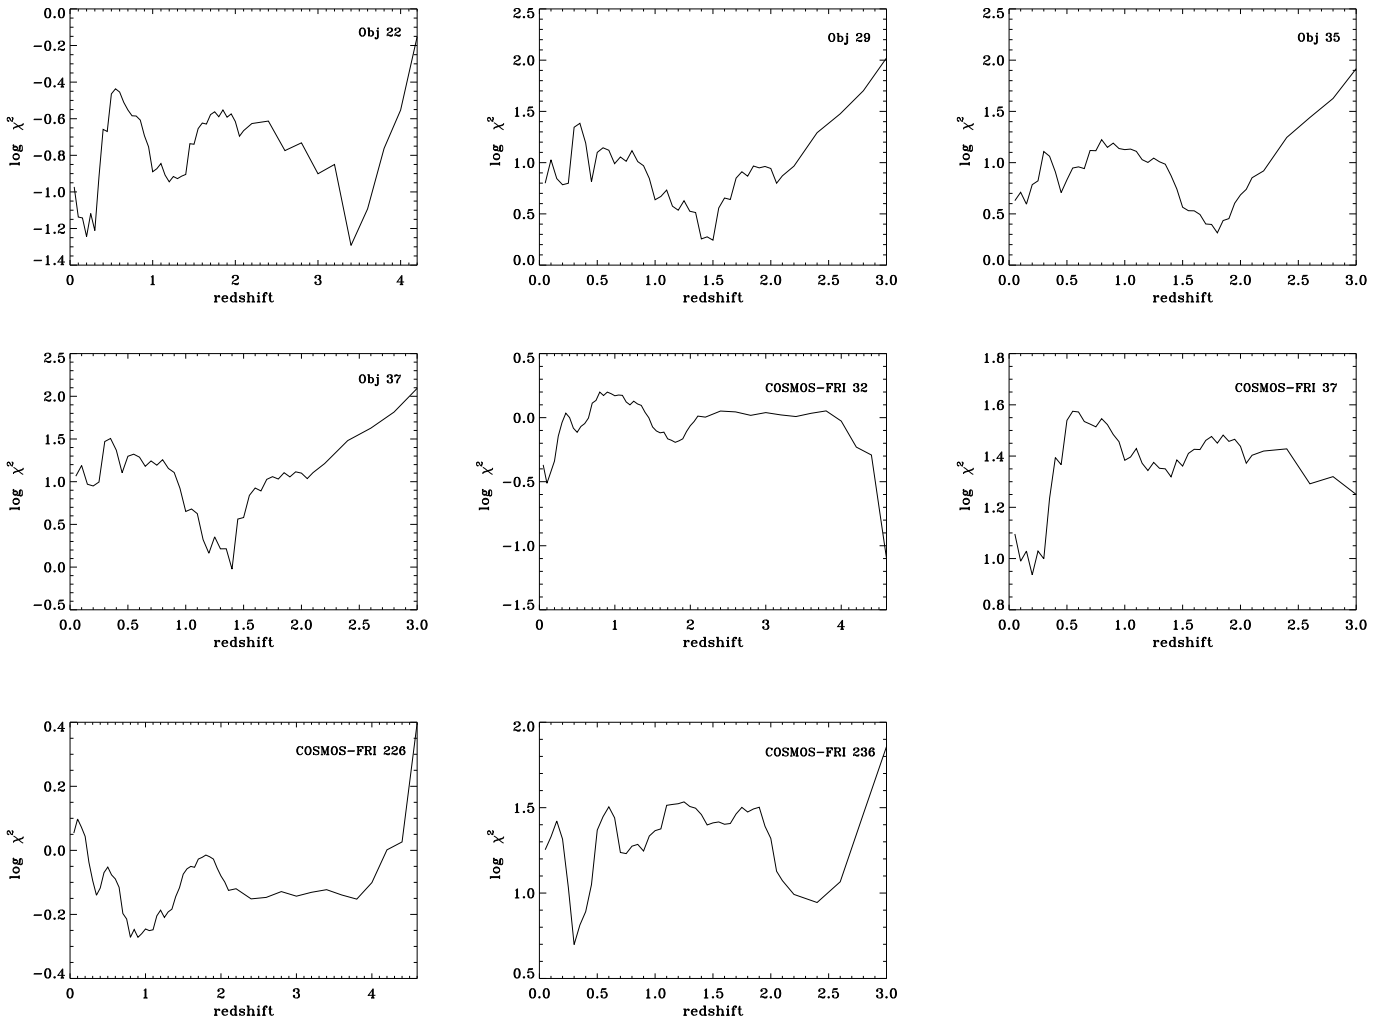 0.0
−0.2
−0.4
−0.6
−0.8
−1.0
−1.2
−1.4
log χ²
Obj 22
0 1 2 3 4
redshift
2.5
2.0
1.5
1.0
0.5
0.0
log χ²
Obj 29
0.0 0.5 1.0 1.5 2.0 2.5 3.0
redshift
2.5
2.0
1.5
1.0
0.5
0.0
log χ²
Obj 35
0.0 0.5 1.0 1.5 2.0 2.5 3.0
redshift
2.5
2.0
1.5
1.0
0.5
0.0
−0.5
log χ²
Obj 37
0.0 0.5 1.0 1.5 2.0 2.5 3.0
redshift
0.5
0.0
−0.5
−1.0
−1.5
log χ²
COSMOS−FRI 32
0 1 2 3 4
redshift
1.8
1.6
1.4
1.2
1.0
0.8
log χ²
COSMOS−FRI 37
0.0 0.5 1.0 1.5 2.0 2.5 3.0
redshift
0.4
0.2
0.0
−0.2
−0.4
log χ²
COSMOS−FRI 226
0 1 2 3 4
redshift
2.0
1.5
1.0
0.5
log χ²
COSMOS−FRI 236
0.0 0.5 1.0 1.5 2.0 2.5 3.0
redshift